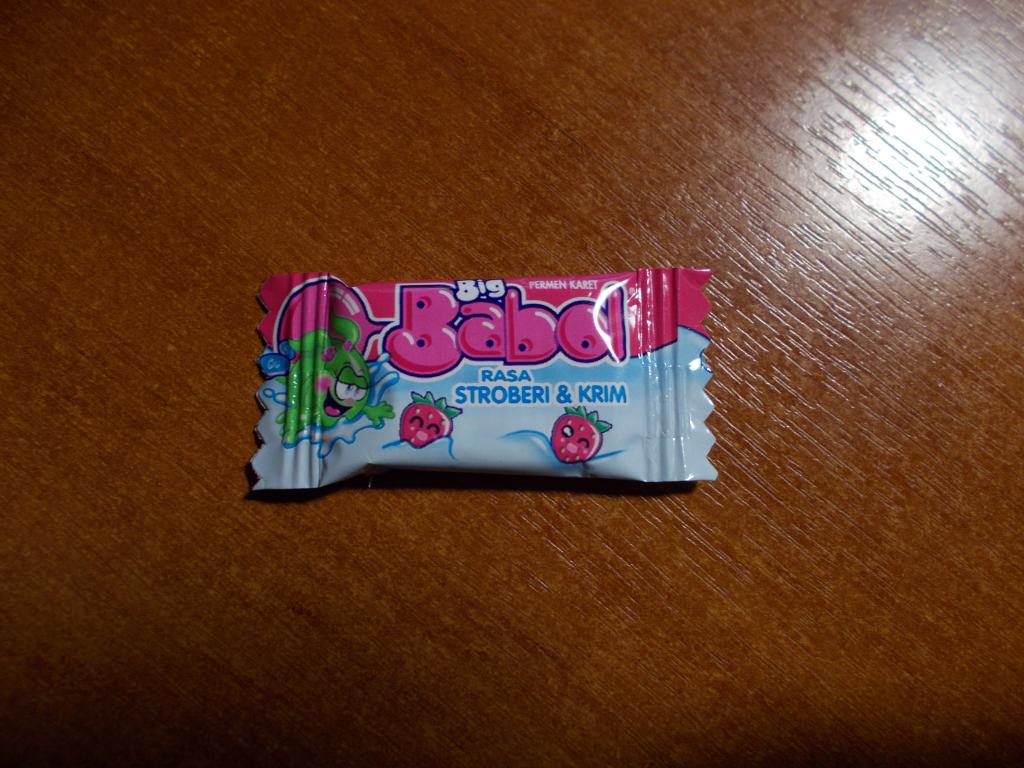 Big
PERMEN KARET
Babol
RASA
STROBERI & KRIM